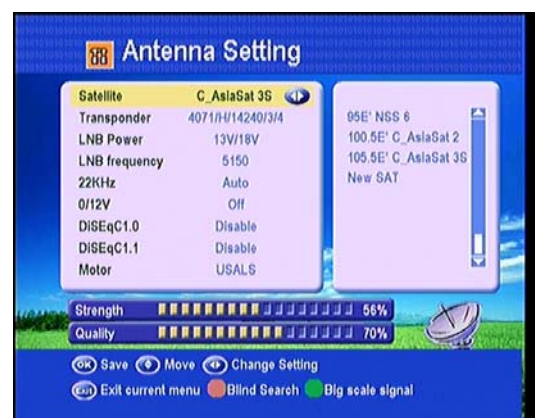 Antenna Setting
Satellite C_AsiaSat 3S
Transponder 4071/H/14240/3/4
LNB Power 13V/18V
LNB frequency 5150
22KHz Auto
0/12V Off
DiSEqC1.0 Disable
DiSEqC1.1 Disable
Motor USALS
95E' NSS 6
100.5E' C_AsiaSat 2
105.5E' C_AsiaSat 3S
New SAT
Strength 56%
Quality 70%
OK Save Move Change Setting
EXIT Exit current menu Blind Search Big scale signal